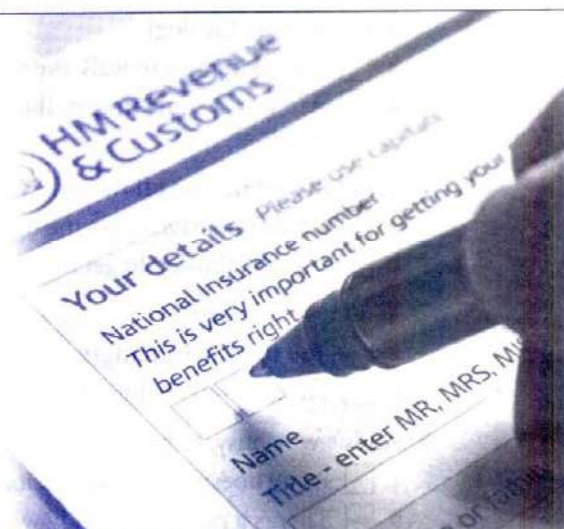 HM Revenue
& Customs
Your details Please use capitals
National Insurance number
This is very important for getting your
benefits right
Name
Title - enter MR, MRS,